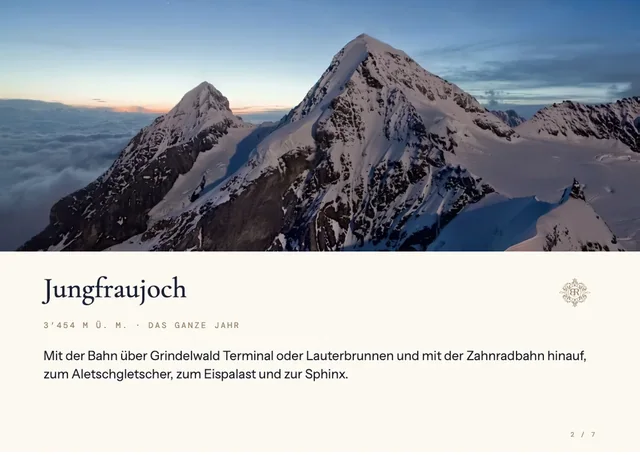 Jungfraujoch
3’454 M Ü. M. · DAS GANZE JAHR
Mit der Bahn über Grindelwald Terminal oder Lauterbrunnen und mit der Zahnradbahn hinauf,
zum Aletschgletscher, zum Eispalast und zur Sphinx.
2 / 7